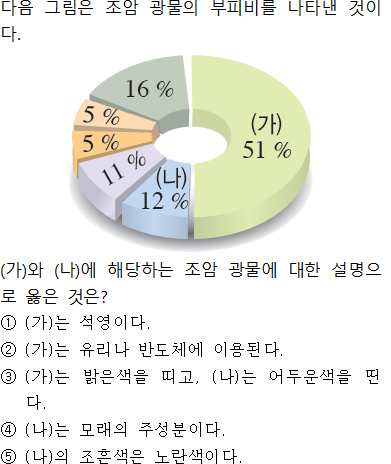 다음 그림은 조암 광물의 부피비를 나타낸 것이
다.
16 %
5 %
5 %
11 %
(나)
12 %
(가)
51 %
(가)와 (나)에 해당하는 조암 광물에 대한 설명으
로 옳은 것은?
① (가)는 석영이다.
② (가)는 유리나 반도체에 이용된다.
③ (가)는 밝은색을 띠고, (나)는 어두운색을 띤
다.
④ (나)는 모래의 주성분이다.
⑤ (나)의 조흔색은 노란색이다.